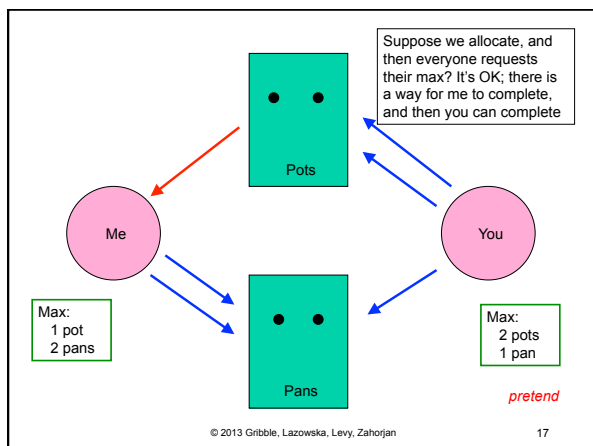 Suppose we allocate, and
then everyone requests
their max? It's OK; there is
a way for me to complete,
and then you can complete
Pots
Me
You
Max:
1 pot
2 pans
Pans
Max:
2 pots
1 pan
pretend
© 2013 Gribble, Lazowska, Levy, Zahorjan
17